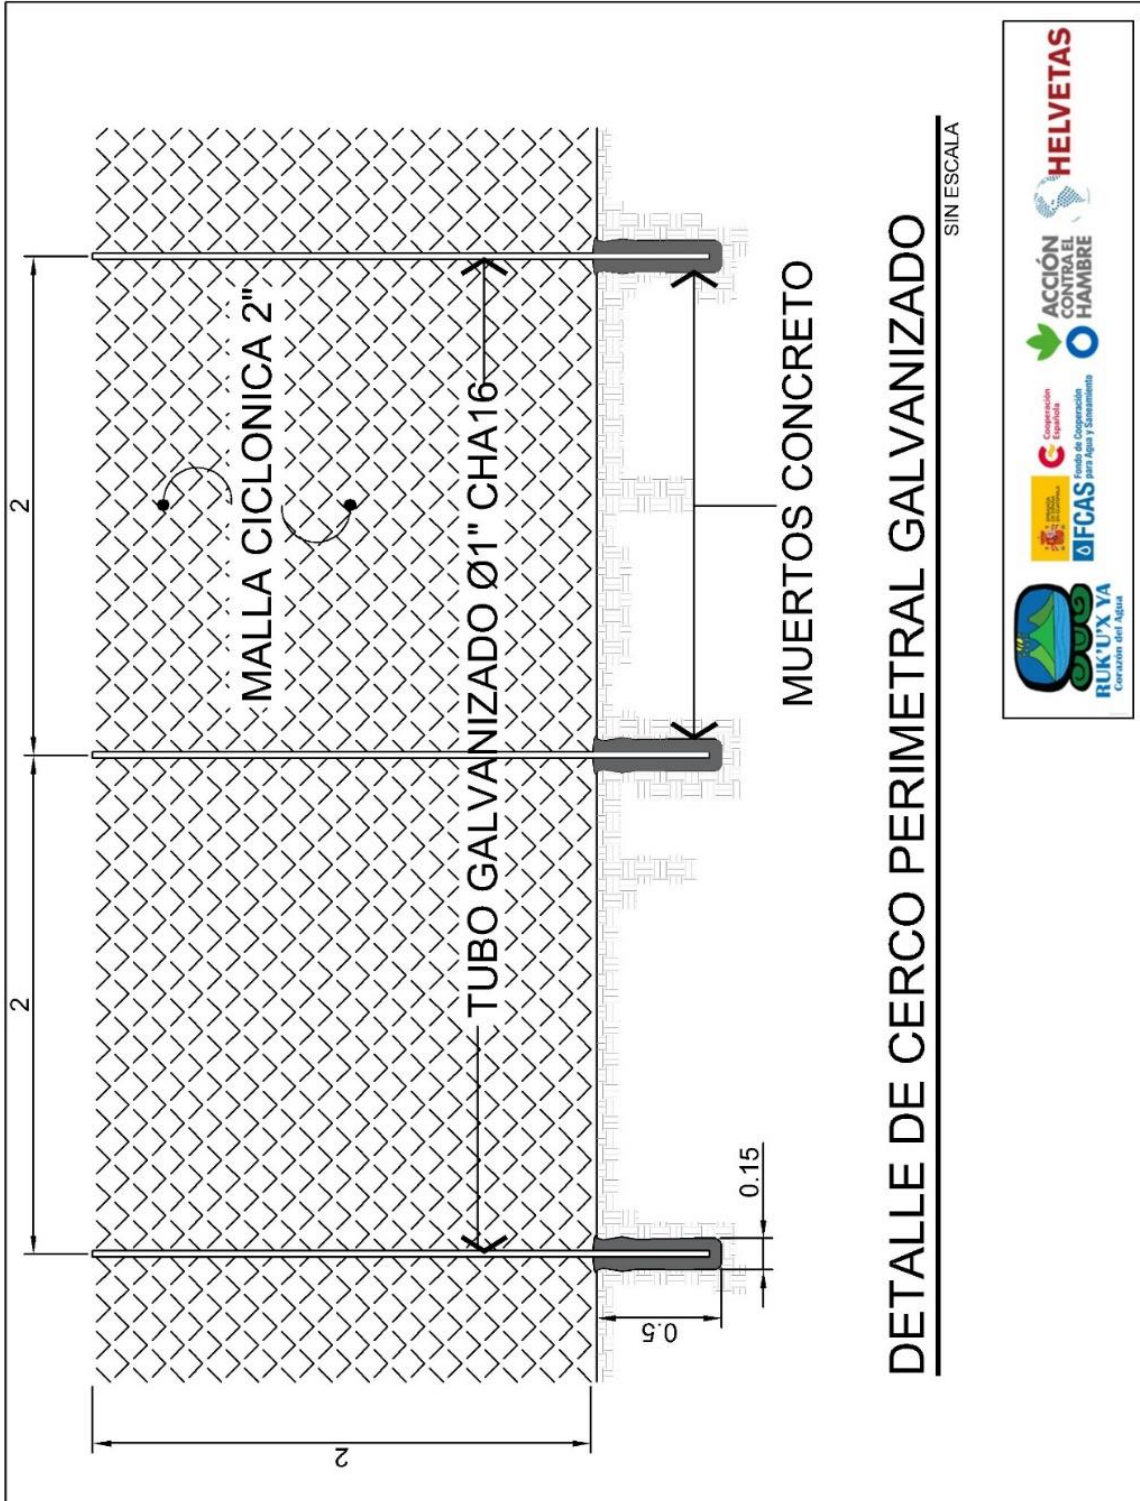 2
2
MALLA CICLONICA 2"
TUBO GALVANIZADO Ø1" CHA16
2
0.5
0.15
MUERTOS CONCRETO
DETALLE DE CERCO PERIMETRAL GALVANIZADO
SIN ESCALA
RUK'U'X YA
Corazón del Agua
Cooperación
Española
FCAS
Fondo de Cooperación
para Agua y Saneamiento
ACCIÓN
CONTRA EL
HAMBRE
HELVETAS